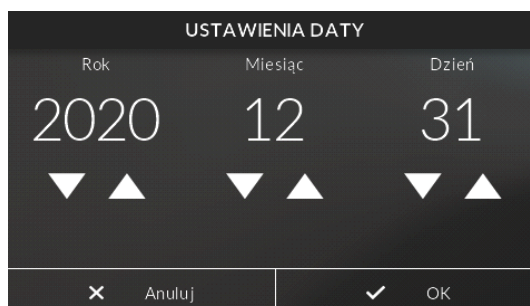 USTAWIENIA DATY
Rok Miesiąc Dzień
2020 12 31
Anuluj OK